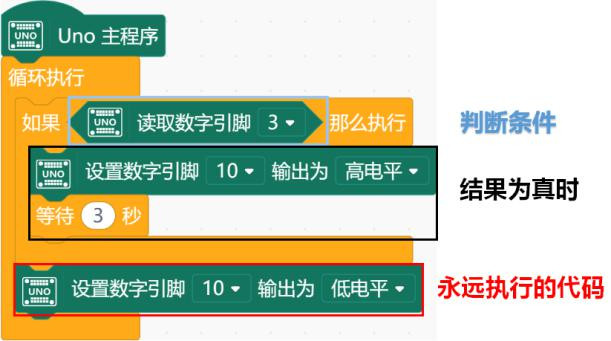 UNO Uno 主程序
循环执行
如果 UNO 读取数字引脚 3 那么执行 判断条件
UNO 设置数字引脚 10 输出为 高电平
结果为真时
等待 3 秒
UNO 设置数字引脚 10 输出为 低电平 永远执行的代码